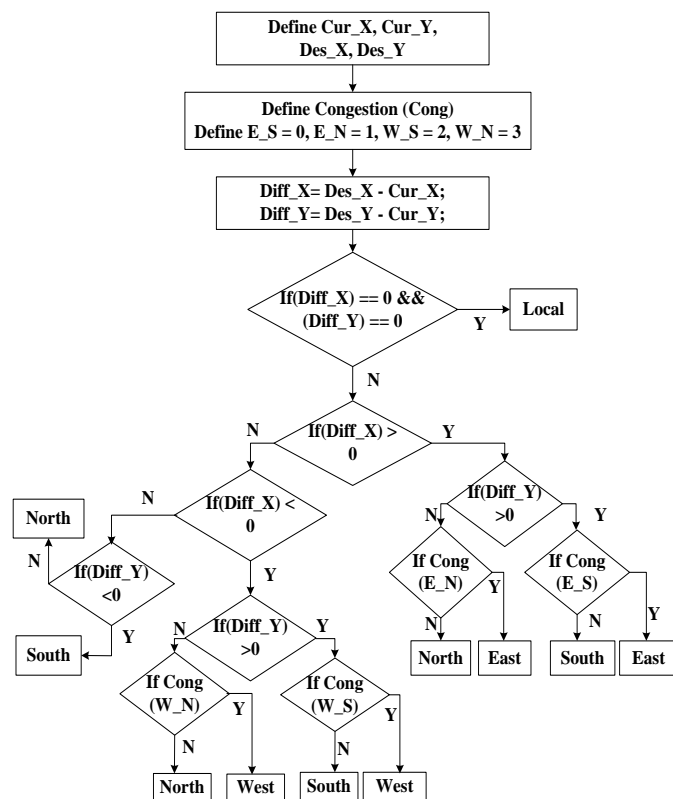 Define Cur_X, Cur_Y,
Des_X, Des_Y
Define Congestion (Cong)
Define E_S = 0, E_N = 1, W_S = 2, W_N = 3
Diff_X= Des_X - Cur_X;
Diff_Y= Des_Y - Cur_Y;
If(Diff_X) == 0 &&
(Diff_Y) == 0
Y
Local
N
If(Diff_X) >
0
N
Y
If(Diff_X) <
0
N
Y
If(Diff_Y)
>0
N
Y
North
N
If(Diff_Y)
<0
Y
South
If Cong
(E_N)
N
Y
North
East
If Cong
(E_S)
N
Y
South
East
If(Diff_Y)
>0
N
Y
If Cong
(W_N)
N
Y
North
West
If Cong
(W_S)
N
Y
South
West